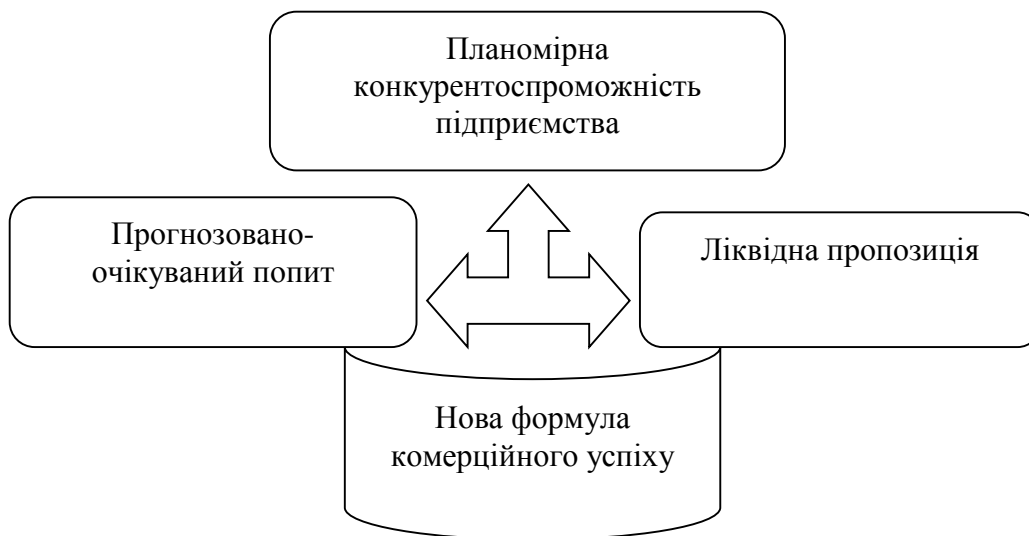 Планомірна
конкурентоспроможність
підприємства
Прогнозовано-
очікуваний попит
Ліквідна пропозиція
Нова формула
комерційного успіху